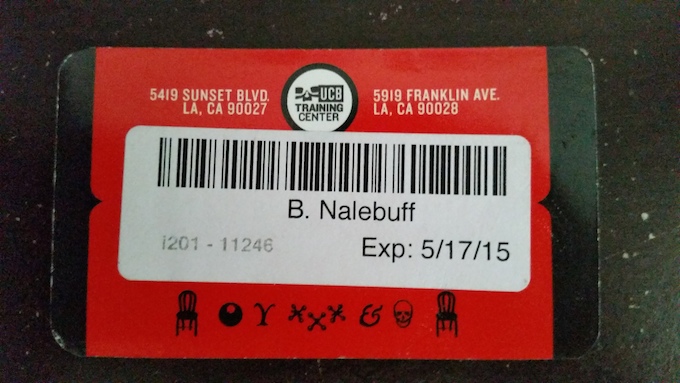 5419 SUNSET BLVD.
LA, CA 90027
UCB
TRAINING
CENTER
5919 FRANKLIN AVE.
LA, CA 90028
B. Nalebuff
i201 - 11246
Exp: 5/17/15
&